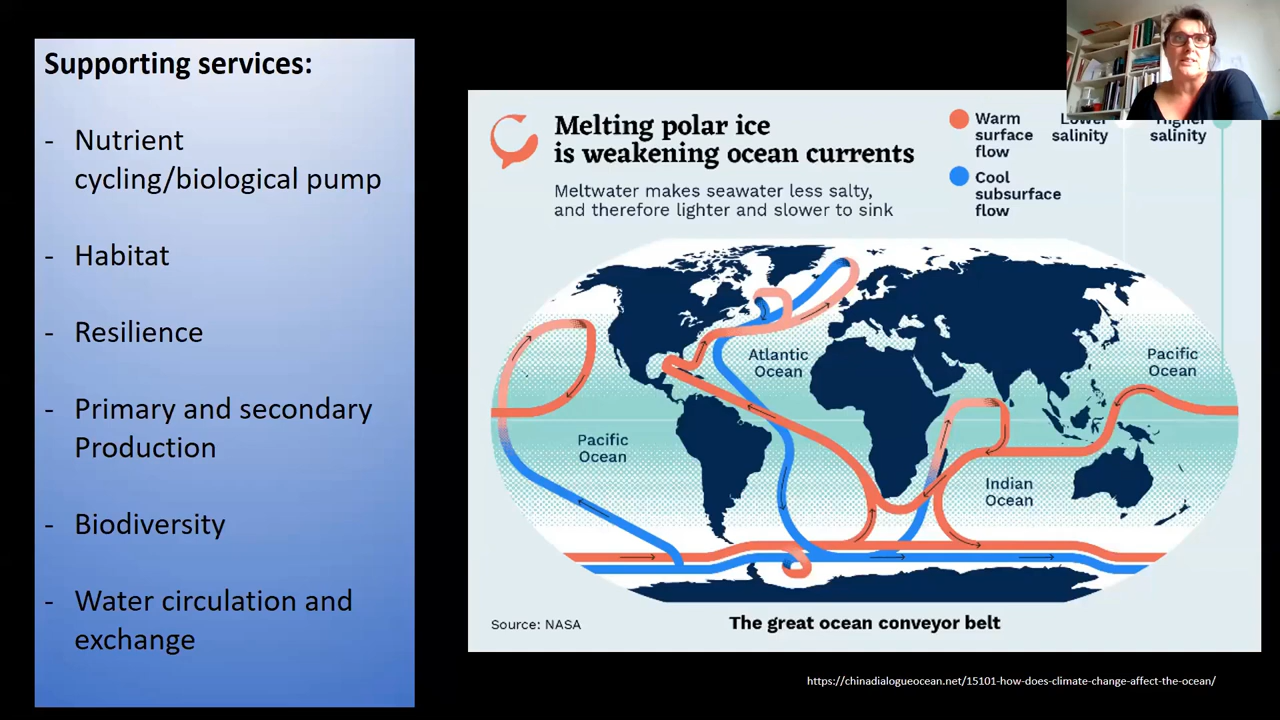 Supporting services:
- Nutrient
cycling/biological pump
- Habitat
- Resilience
- Primary and secondary
Production
- Biodiversity
- Water circulation and
exchange
Melting polar ice
is weakening ocean currents
Meltwater makes seawater less salty,
and therefore lighter and slower to sink
Warm
surface
flow
Cool
subsurface
flow
Lower
salinity
Higher
salinity
Atlantic
Ocean
Pacific
Ocean
Pacific
Ocean
Indian
Ocean
Source: NASA
The great ocean conveyor belt
https://chinadialogueocean.net/15101-how-does-climate-change-affect-the-ocean/